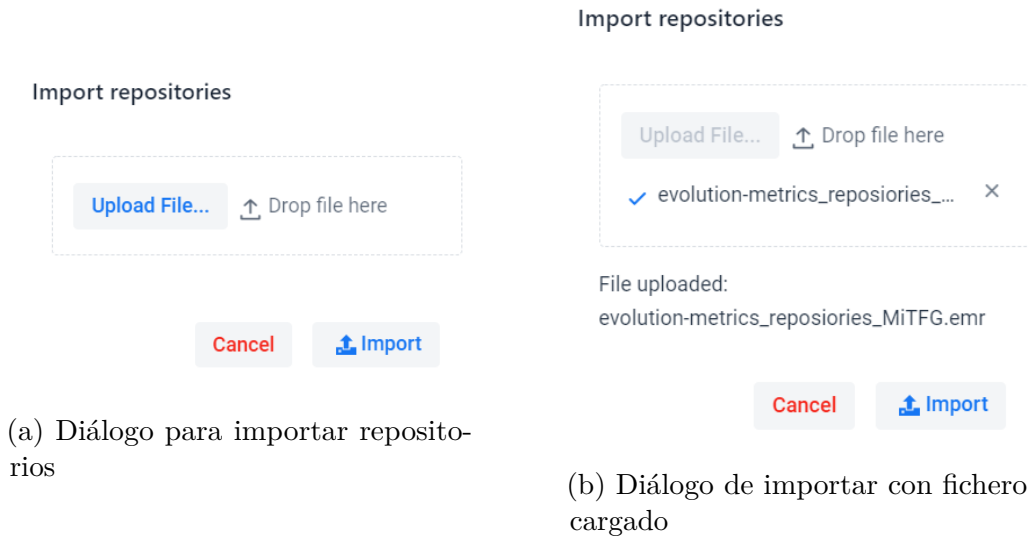 Import repositories
Upload File...
Drop file here
Cancel
Import
(a) Diálogo para importar reposito-
rios
Import repositories
Upload File...
Drop file here
evolution-metrics_reposiories_...
File uploaded:
evolution-metrics_reposiories_MiTFG.emr
Cancel
Import
(b) Diálogo de importar con fichero
cargado